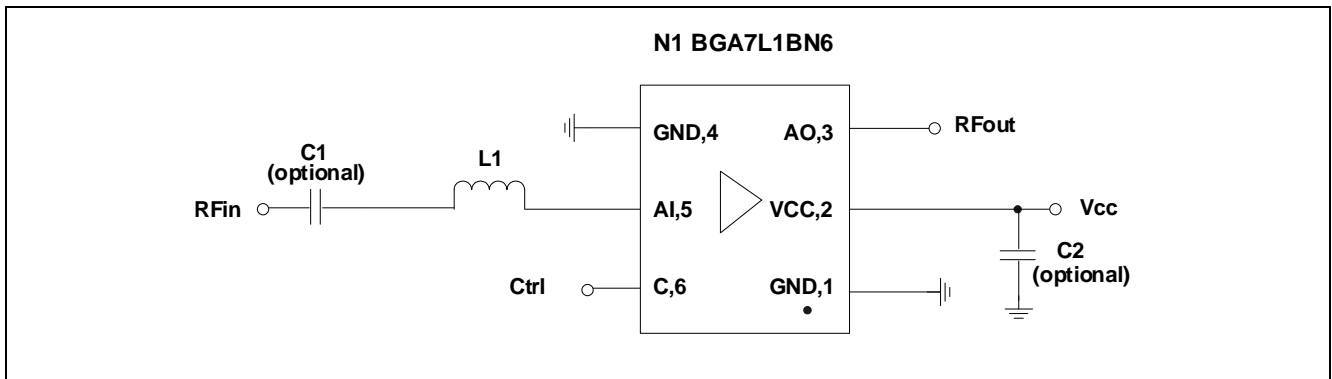 N1 BGA7L1BN6
GND,4
AO,3
RFout
C1
(optional)
L1
RFin
AI,5
VCC,2
Vcc
C2
(optional)
Ctrl
C,6
GND,1